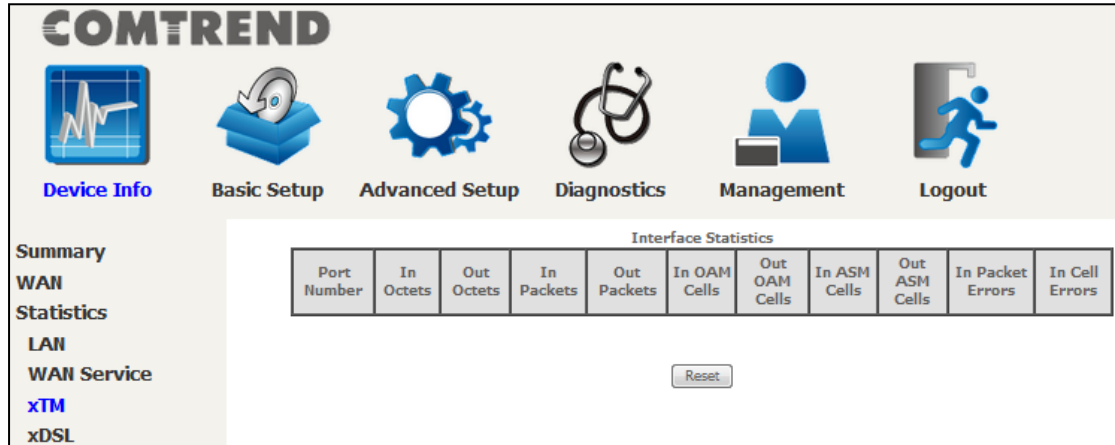 COMTREND
Device Info Basic Setup Advanced Setup Diagnostics Management Logout
Summary
WAN
Statistics
LAN
WAN Service
xTM
xDSL
Interface Statistics
Port Number In Octets Out Octets In Packets Out Packets In OAM Cells Out OAM Cells In ASM Cells Out ASM Cells In Packet Errors In Cell Errors
Reset